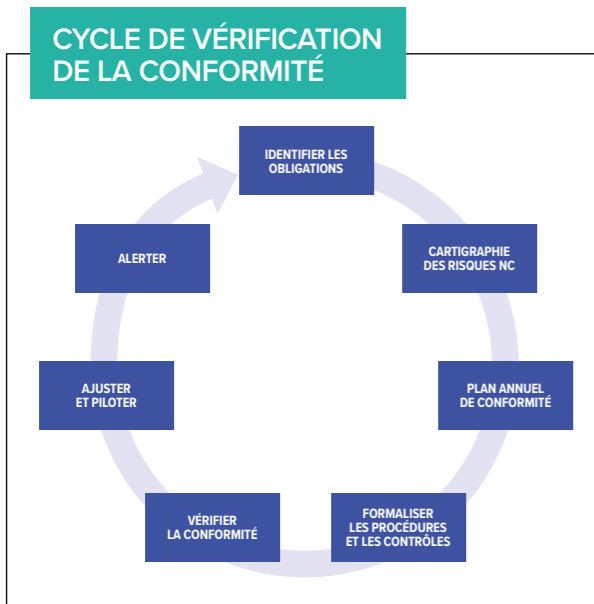 CYCLE DE VÉRIFICATION
DE LA CONFORMITÉ
IDENTIFIER LES
OBLIGATIONS
CARTIGRAPHIE
DES RISQUES NC
PLAN ANNUEL
DE CONFORMITÉ
FORMALISER
LES PROCÉDURES
ET LES CONTRÔLES
VÉRIFIER
LA CONFORMITÉ
AJUSTER
ET PILOTER
ALERTER